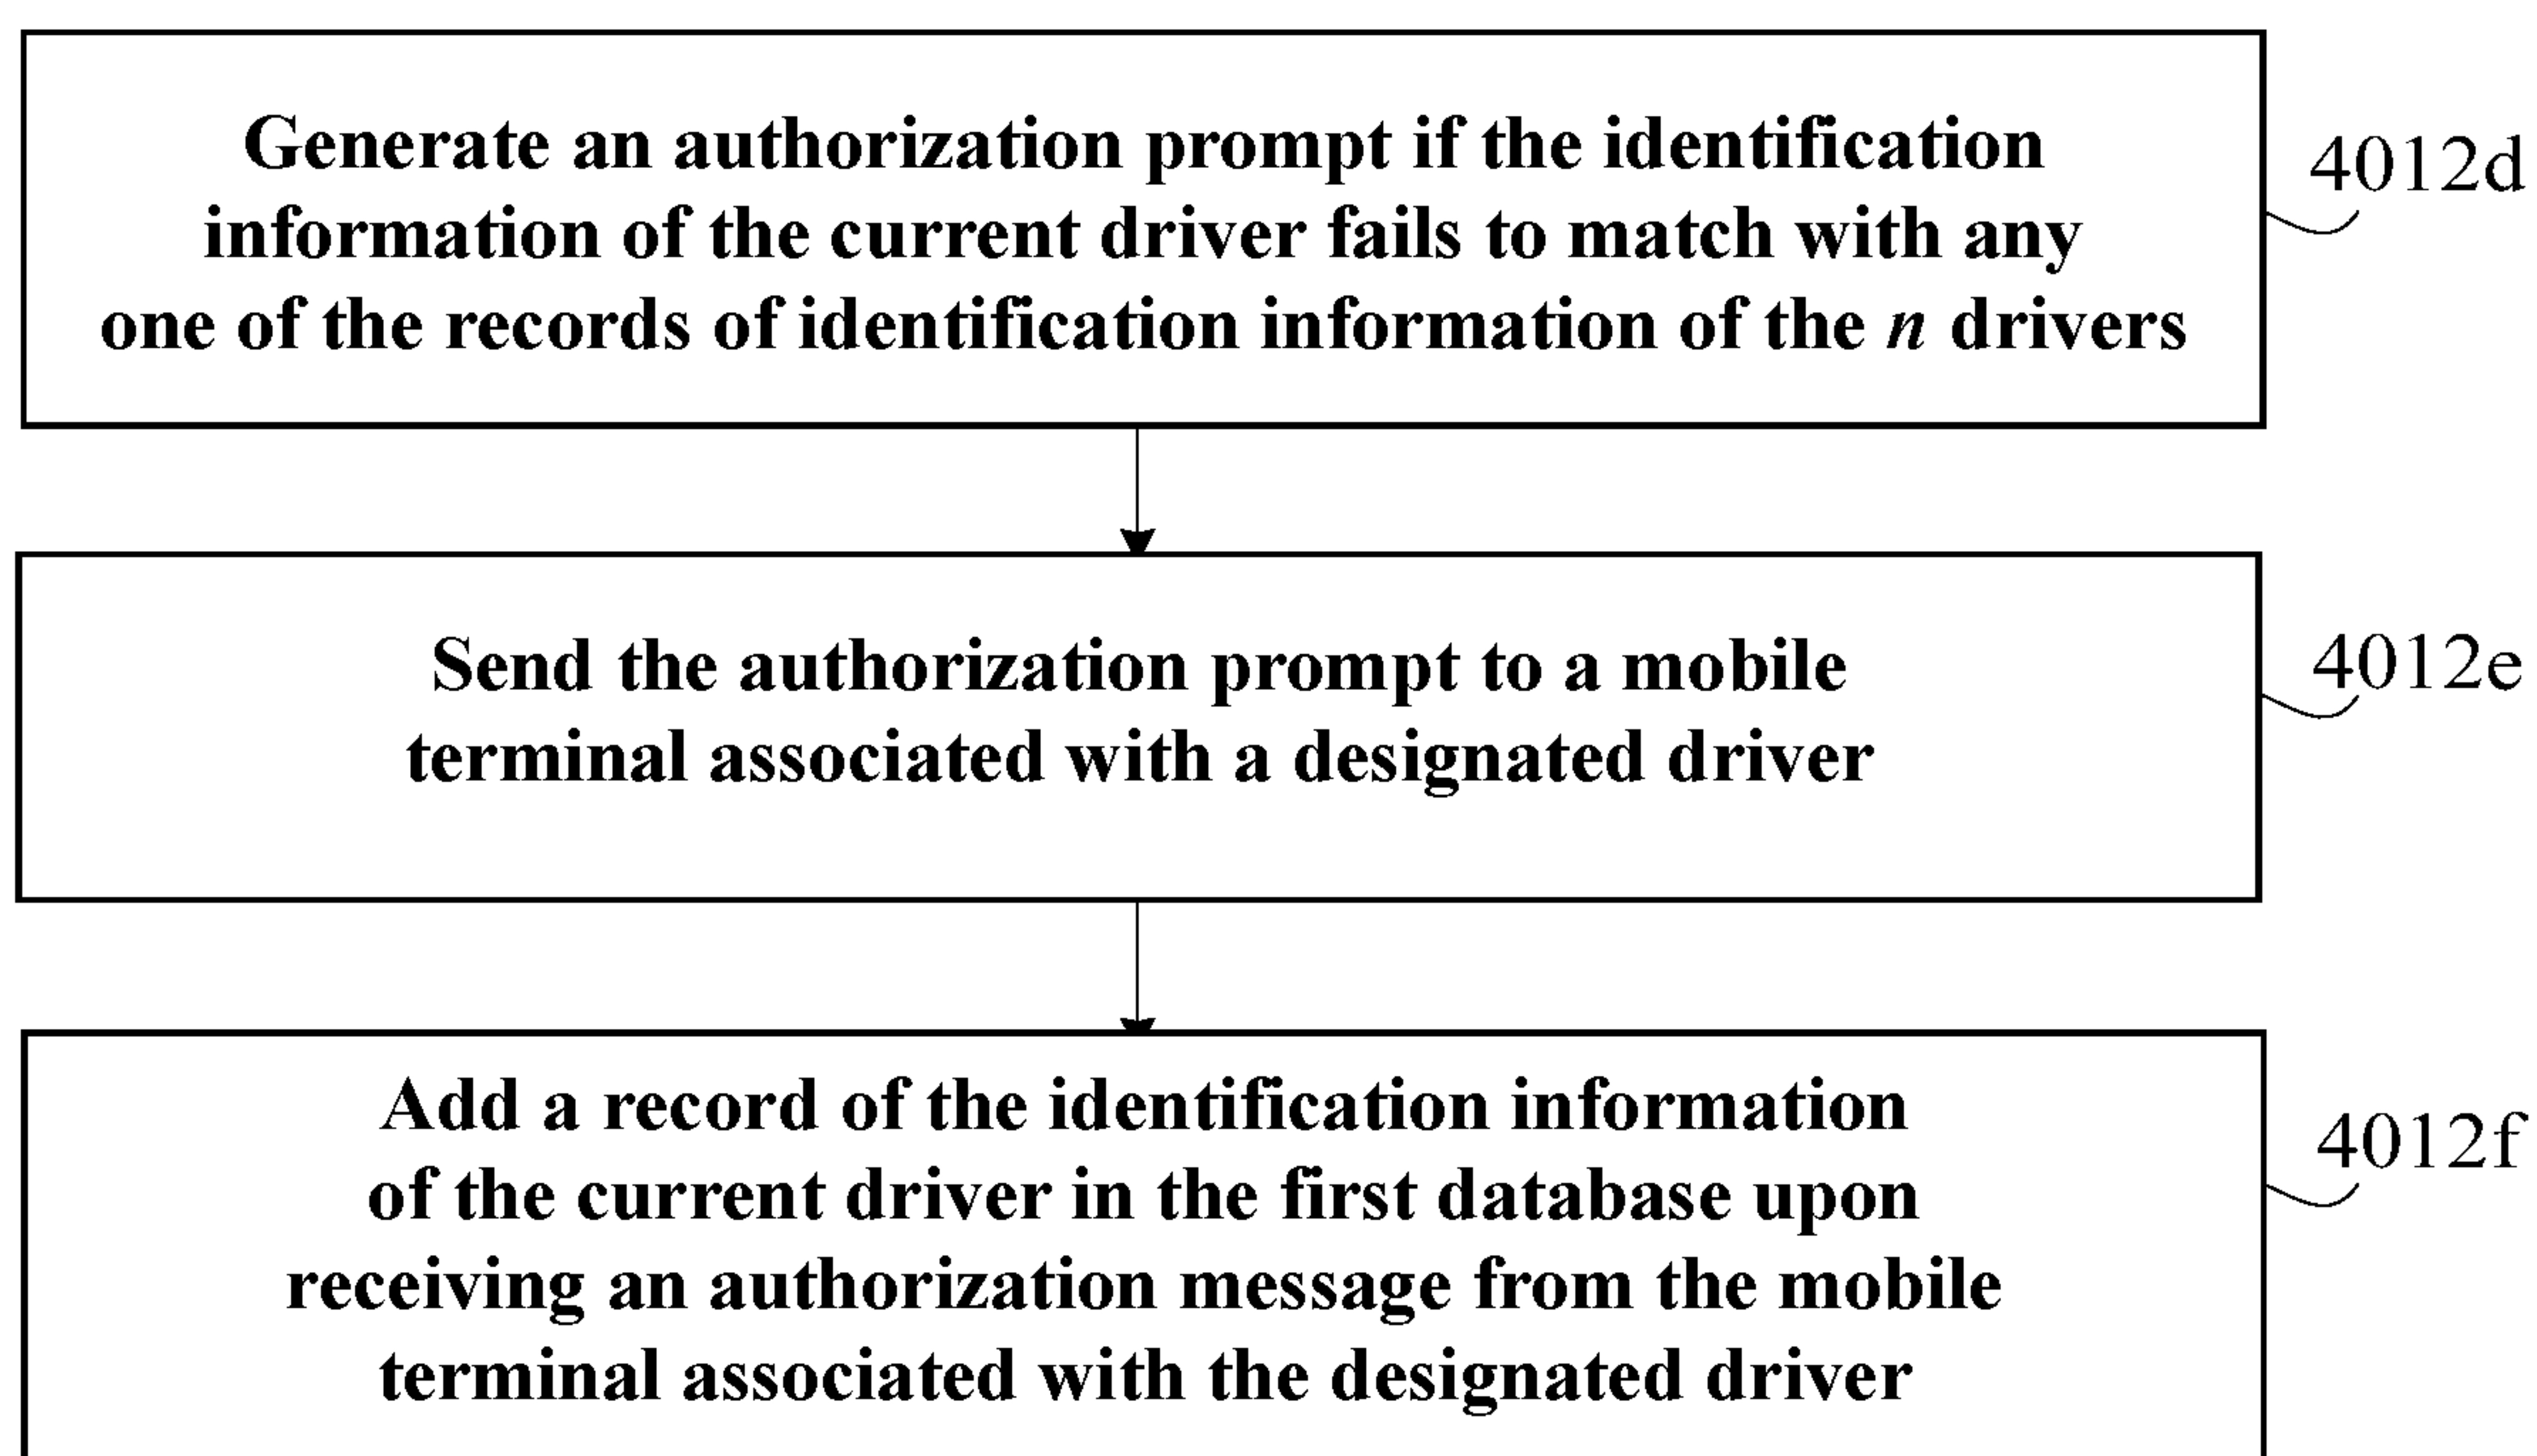 Generate an authorization prompt if the identification
information of the current driver fails to match with any
one of the records of identification information of the n drivers
4012d
Send the authorization prompt to a mobile
terminal associated with a designated driver
4012e
Add a record of the identification information
of the current driver in the first database upon
receiving an authorization message from the mobile
terminal associated with the designated driver
4012f